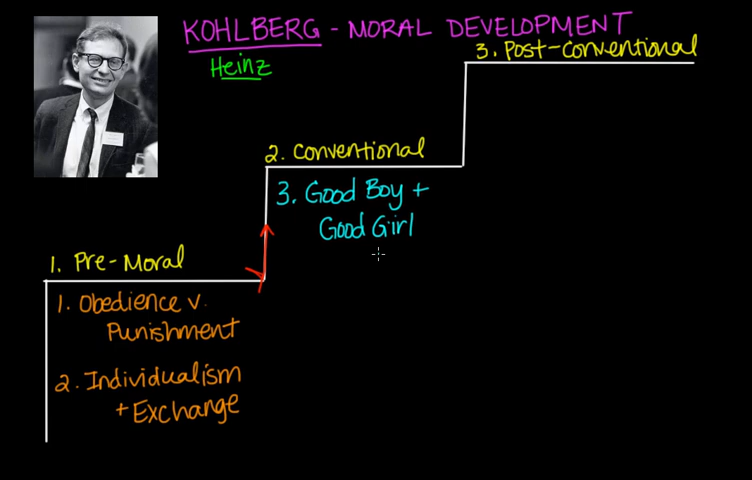 KOHLBERG - MORAL DEVELOPMENT
Heinz
3. Post-Conventional
2. Conventional
3. Good Boy +
Good Girl
1. Pre-Moral
1. Obedience v.
Punishment
2. Individualism
+ Exchange